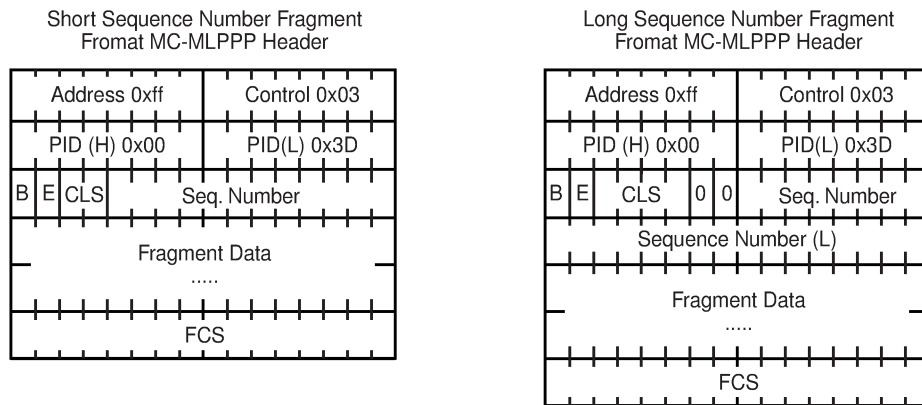 Short Sequence Number Fragment
Fromat MC-MLPPP Header
Address 0xff
Control 0x03
PID (H) 0x00
PID(L) 0x3D
B
E
CLS
Seq. Number
Fragment Data
.....
FCS
Long Sequence Number Fragment
Fromat MC-MLPPP Header
Address 0xff
Control 0x03
PID (H) 0x00
PID(L) 0x3D
B
E
CLS
0
0
Seq. Number
Sequence Number (L)
Fragment Data
.....
FCS